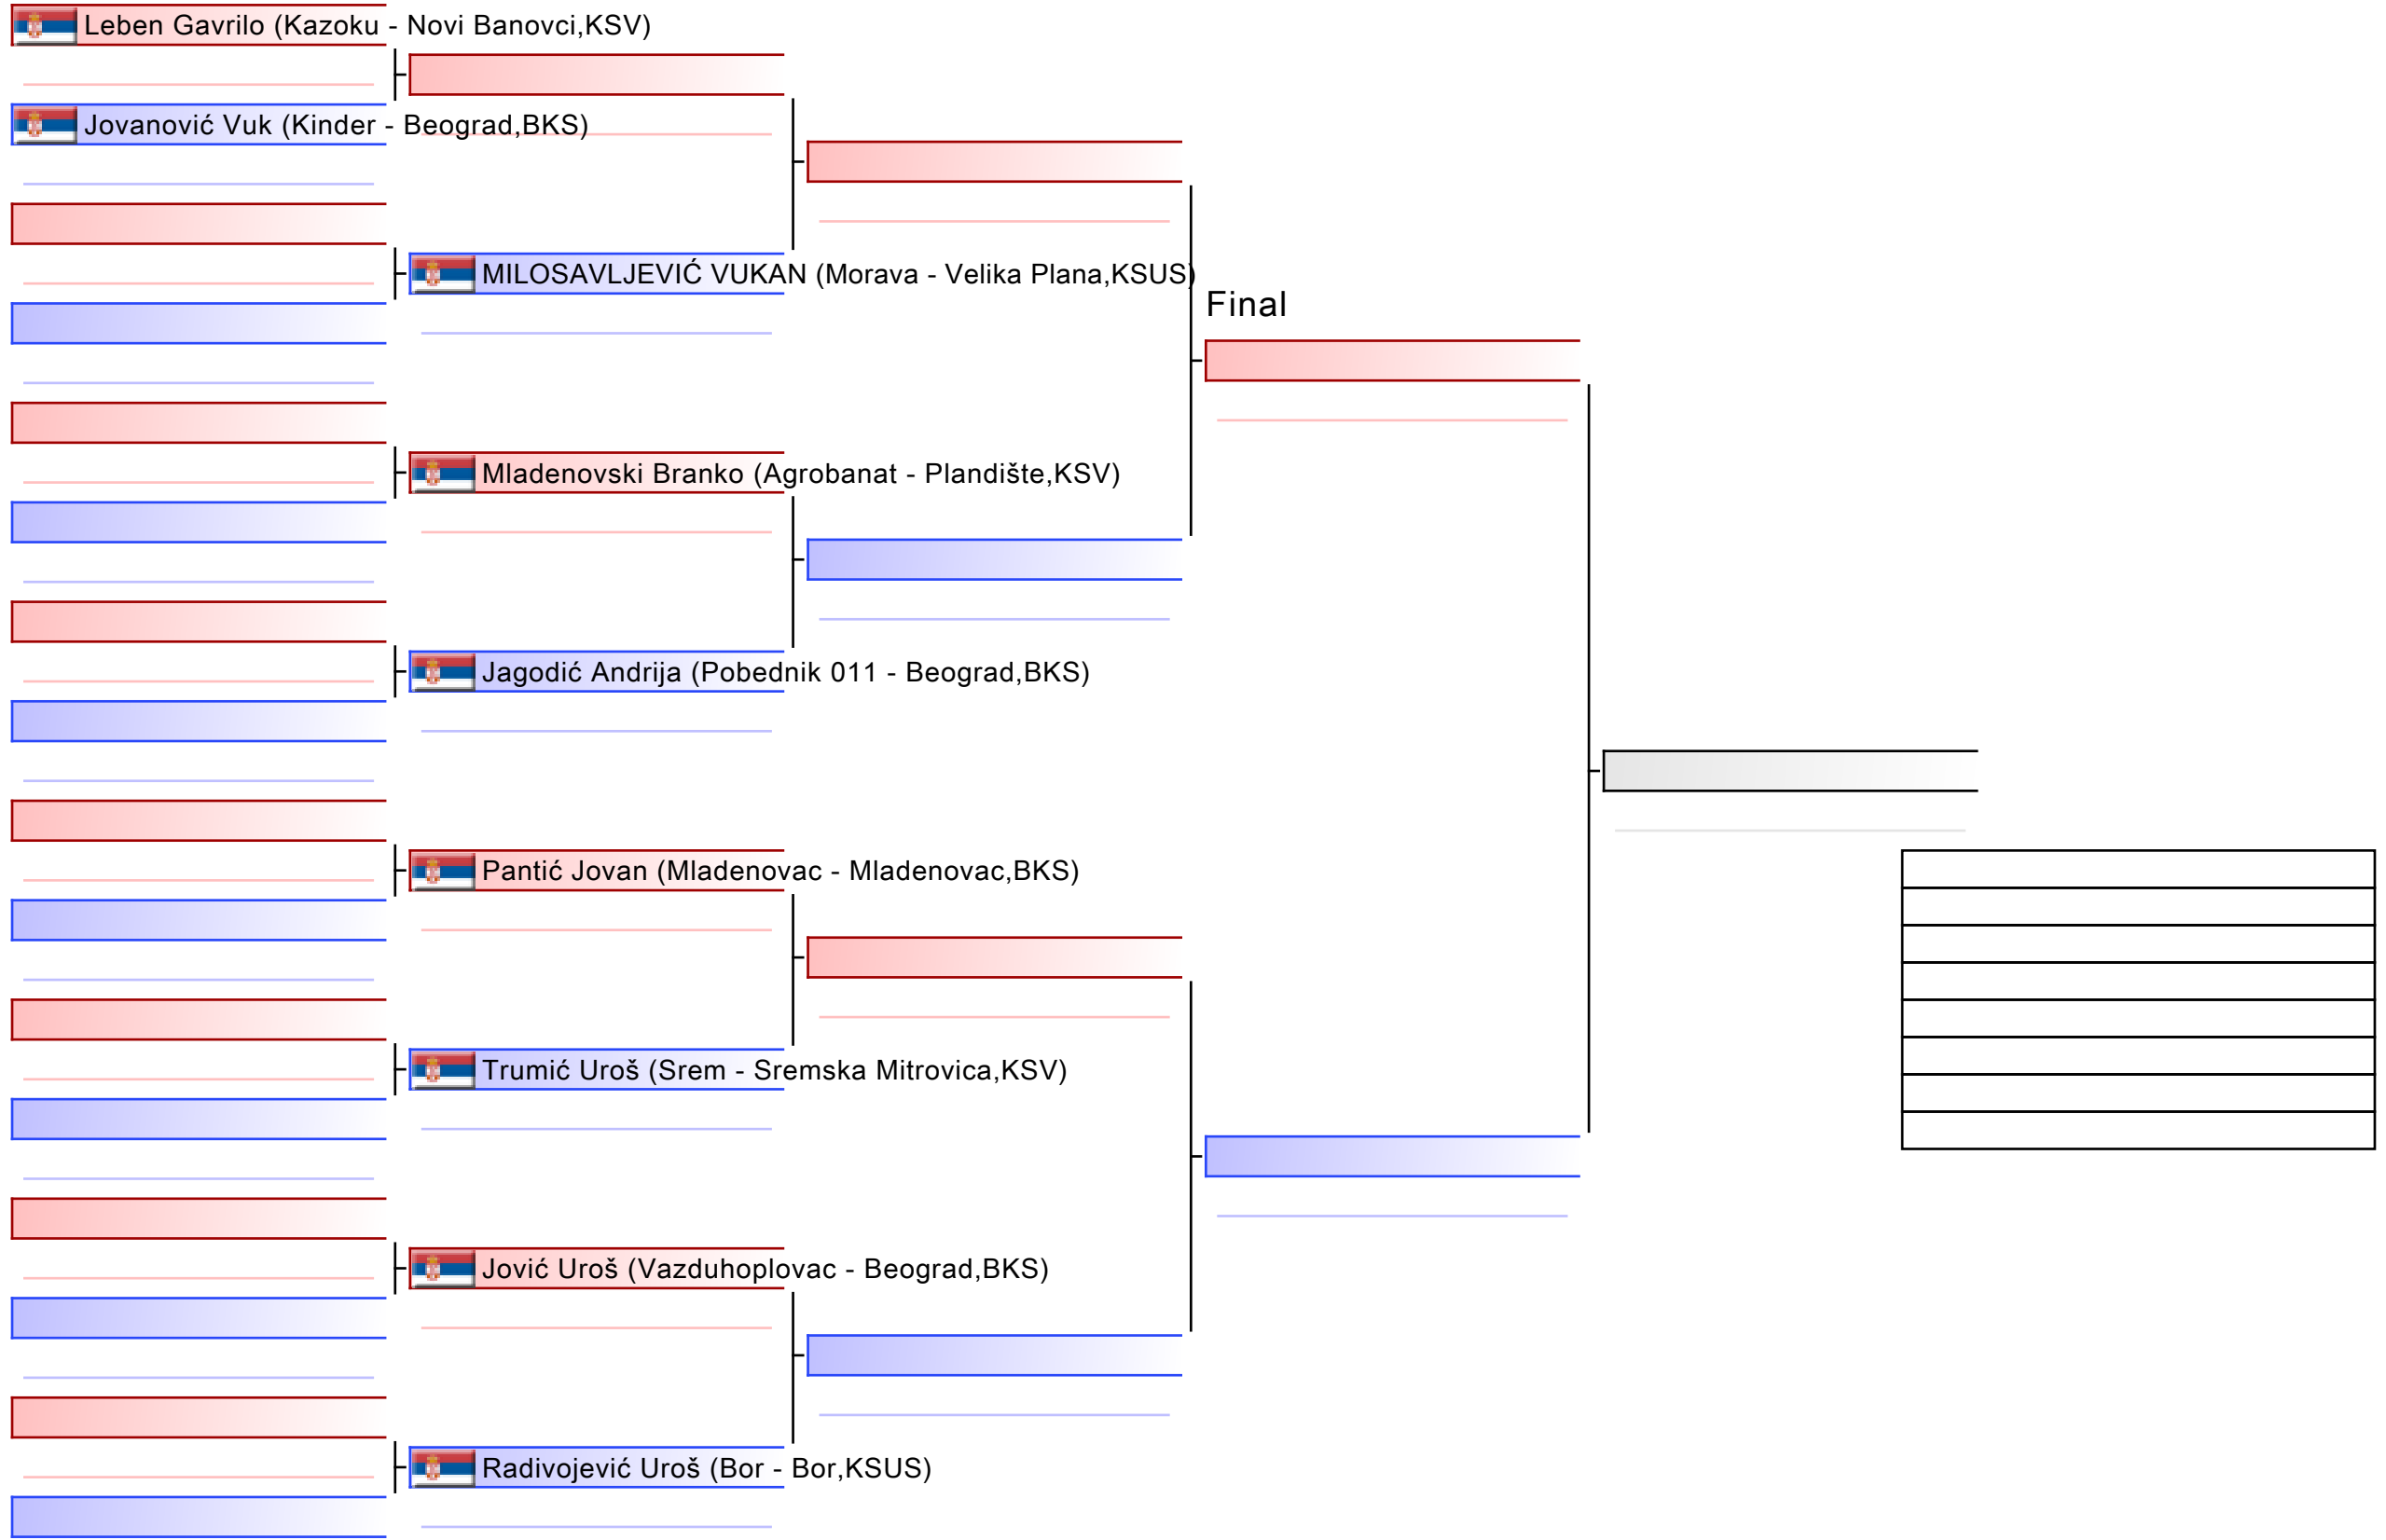 Leben Gavrilo (Kazoku - Novi Banovci,KSV)
Jovanović Vuk (Kinder - Beograd,BKS)
MILOSAVLJEVIĆ VUKAN (Morava - Velika Plana,KSUS)
Final
Mladenovski Branko (Agrobanat - Plandište,KSV)
Jagodić Andrija (Pobednik 011 - Beograd,BKS)
Pantić Jovan (Mladenovac - Mladenovac,BKS)
Trumić Uroš (Srem - Sremska Mitrovica,KSV)
Jović Uroš (Vazduhoplovac - Beograd,BKS)
Radivojević Uroš (Bor - Bor,KSUS)